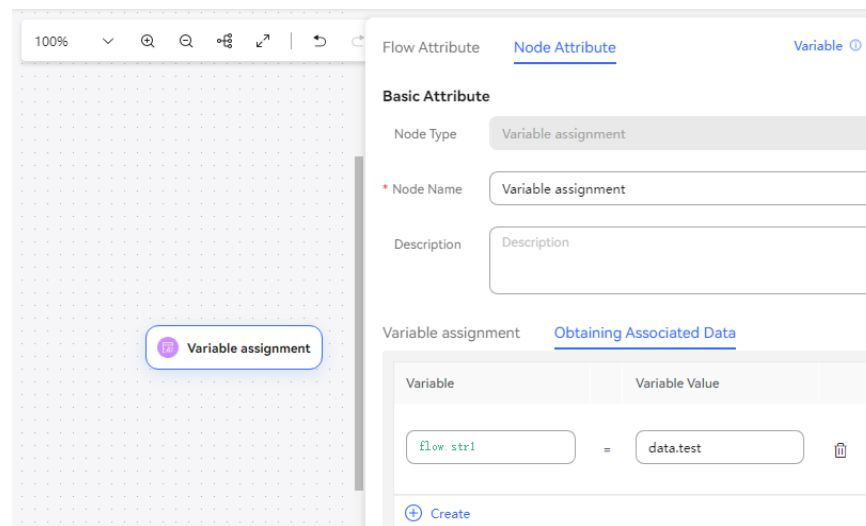 100%
Flow Attribute Node Attribute Variable
Basic Attribute
Node Type Variable assignment
* Node Name Variable assignment
Description Description
Variable assignment
Variable assignment Obtaining Associated Data
Variable Variable Value
flow.str1 = data.test
Create